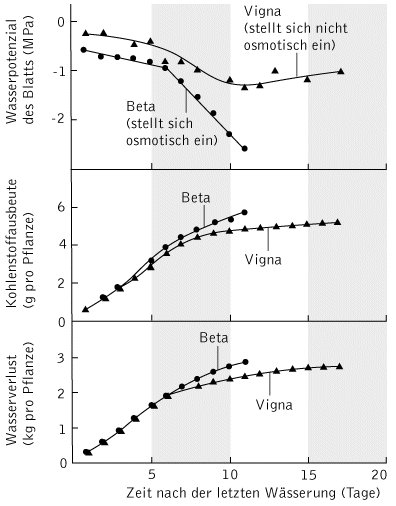 Wasserpotenzial
des Blatts (MPa)
0
-1
-2
Vigna
(stellt sich nicht
osmotisch ein)
Beta
(stellt sich
osmotisch ein)
Kohlenstoffausbeute
(g pro Pflanze)
6
4
2
0
Beta
Vigna
Wasserverlust
(kg pro Pflanze)
3
2
1
0
Beta
Vigna
5
10
15
20
Zeit nach der letzten Wässerung (Tage)